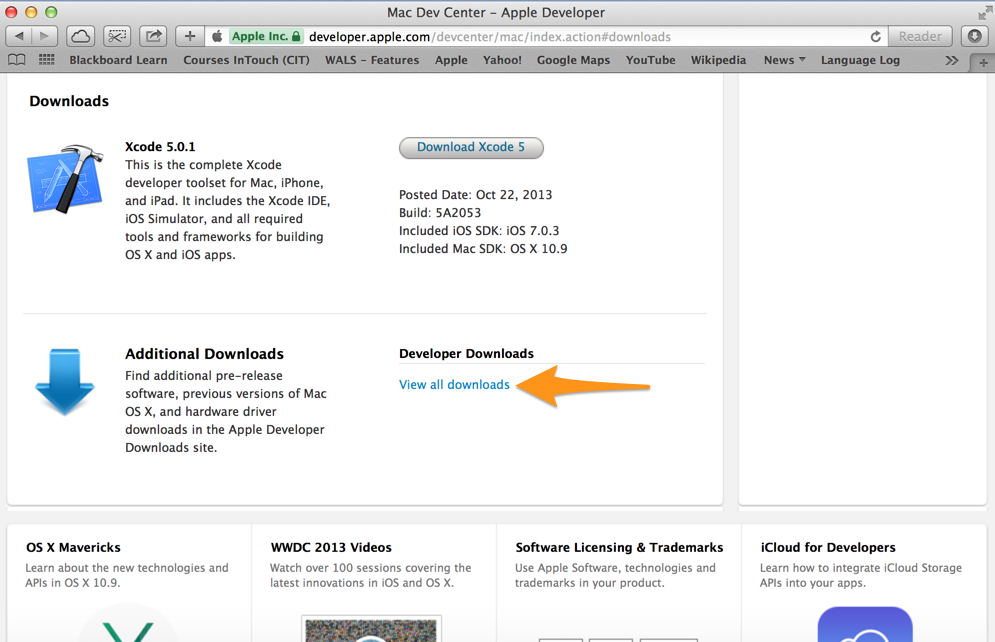 Mac Dev Center – Apple Developer
Apple Inc. developer.apple.com/devcenter/mac/index.action#downloads Reader
Blackboard Learn Courses InTouch (CIT) WALS – Features Apple Yahoo! Google Maps YouTube Wikipedia News Language Log
Downloads
Xcode 5.0.1
This is the complete Xcode
developer toolset for Mac, iPhone,
and iPad. It includes the Xcode IDE,
iOS Simulator, and all required
tools and frameworks for building
OS X and iOS apps.
Download Xcode 5
Posted Date: Oct 22, 2013
Build: 5A2053
Included iOS SDK: iOS 7.0.3
Included Mac SDK: OS X 10.9
Additional Downloads
Find additional pre-release
software, previous versions of Mac
OS X, and hardware driver
downloads in the Apple Developer
Downloads site.
Developer Downloads
View all downloads
OS X Mavericks
Learn about the new technologies and
APIs in OS X 10.9.
WWDC 2013 Videos
Watch over 100 sessions covering the
latest innovations in iOS and OS X.
Software Licensing & Trademarks
Use Apple Software, technologies and
trademarks in your product.
iCloud for Developers
Learn how to integrate iCloud Storage
APIs into your apps.